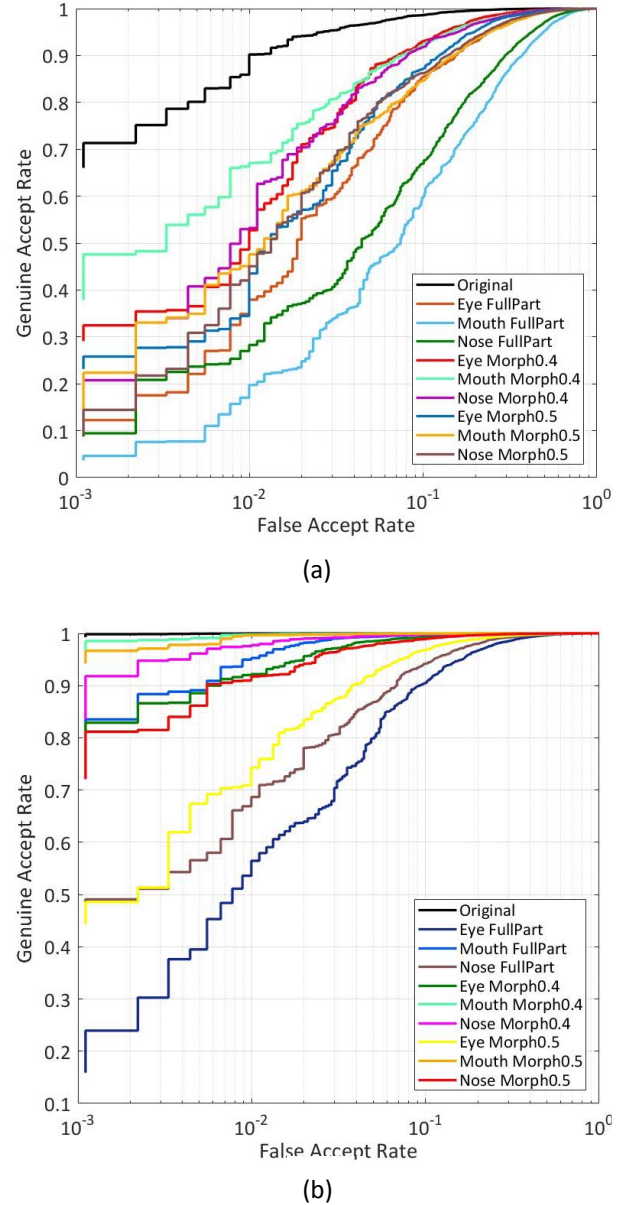 1
0.9
0.8
0.7
0.6
0.5
0.4
0.3
0.2
0.1
0
Genuine Accept Rate
Original
Eye FullPart
Mouth FullPart
Nose FullPart
Eye Morph0.4
Mouth Morph0.4
Nose Morph0.4
Eye Morph0.5
Mouth Morph0.5
Nose Morph0.5
10-3 10-2 10-1 100
False Accept Rate
(a)
1
0.9
0.8
0.7
0.6
0.5
0.4
0.3
0.2
0.1
Genuine Accept Rate
Original
Eye FullPart
Mouth FullPart
Nose FullPart
Eye Morph0.4
Mouth Morph0.4
Nose Morph0.4
Eye Morph0.5
Mouth Morph0.5
Nose Morph0.5
10-3 10-2 10-1 100
False Accept Rate
(b)